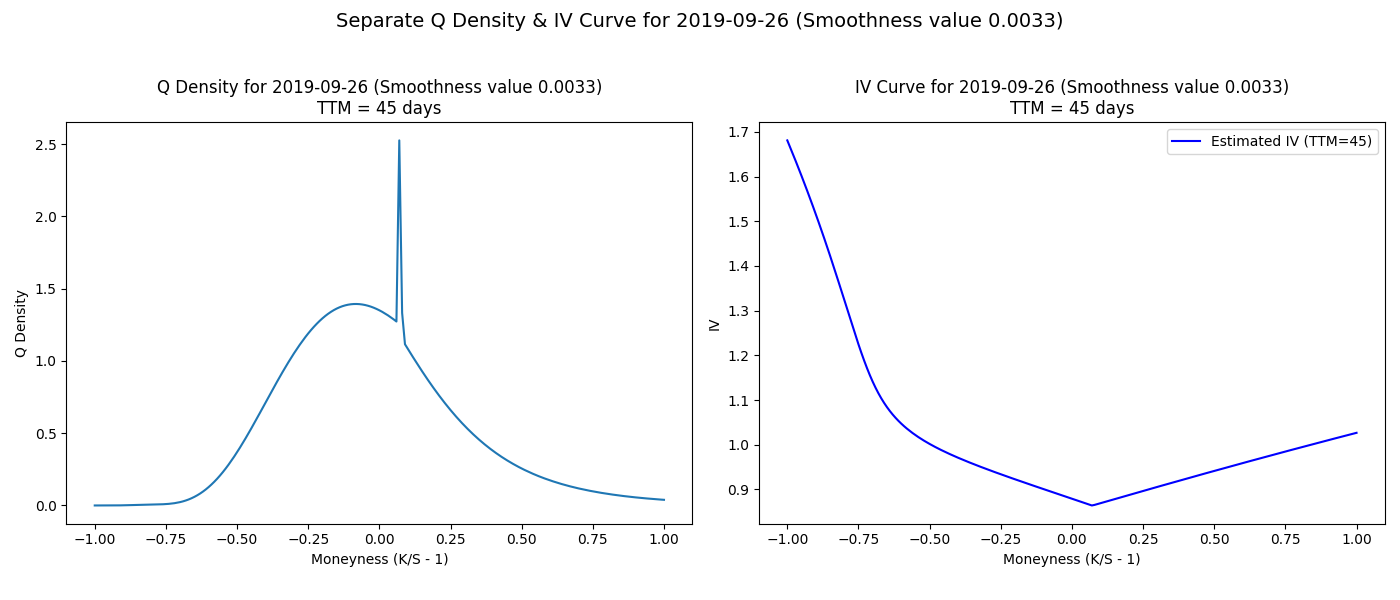 Separate Q Density & IV Curve for 2019-09-26 (Smoothness value 0.0033)
Q Density for 2019-09-26 (Smoothness value 0.0033)
TTM = 45 days
2.5
2.0
1.5
1.0
0.5
0.0
Q Density
−1.00 −0.75 −0.50 −0.25 0.00 0.25 0.50 0.75 1.00
Moneyness (K/S - 1)
IV Curve for 2019-09-26 (Smoothness value 0.0033)
TTM = 45 days
Estimated IV (TTM=45)
1.7
1.6
1.5
1.4
1.3
1.2
1.1
1.0
0.9
IV
−1.00 −0.75 −0.50 −0.25 0.00 0.25 0.50 0.75 1.00
Moneyness (K/S - 1)